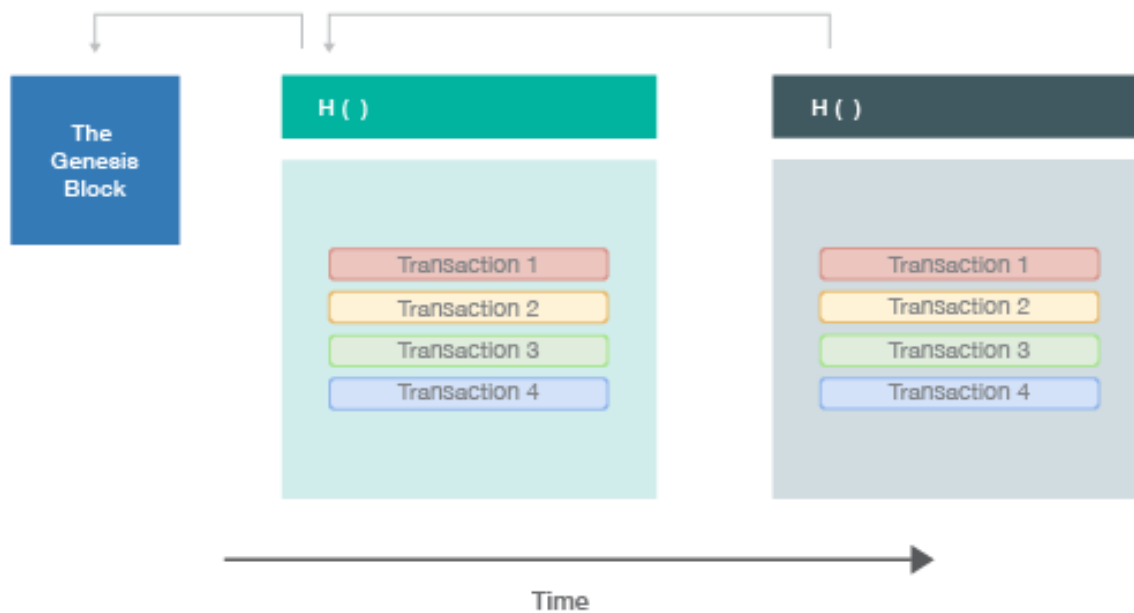 The
Genesis
Block
H ( )
Transaction 1
Transaction 2
Transaction 3
Transaction 4
H ( )
Transaction 1
Transaction 2
Transaction 3
Transaction 4
Time